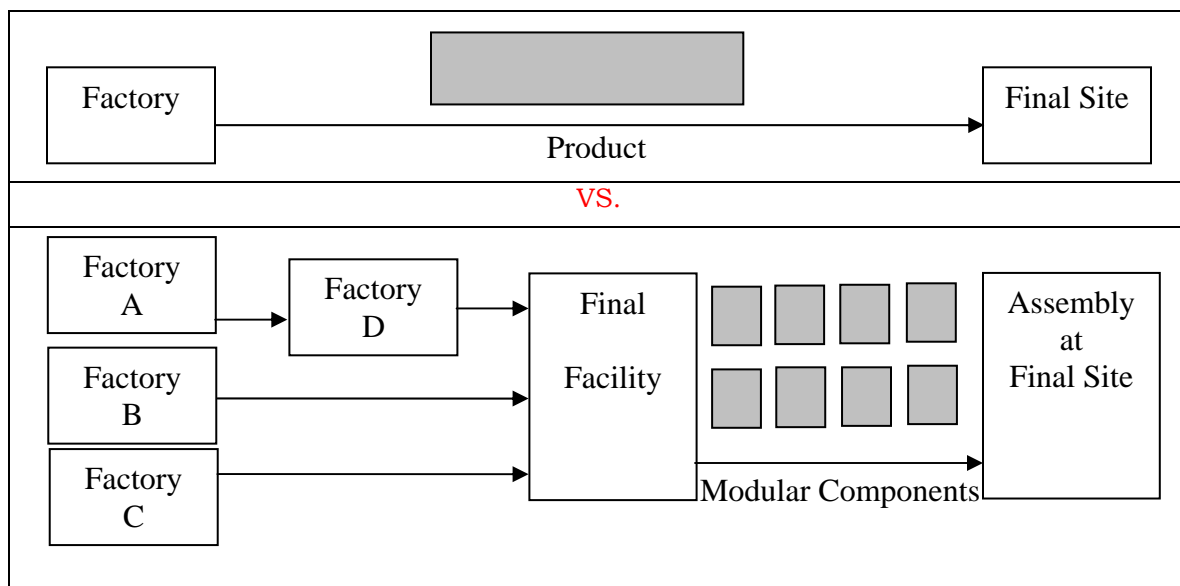 Factory
Product
Final Site
VS.
Factory
A
Factory
D
Factory
B
Factory
C
Final
Facility
Modular Components
Assembly
at
Final Site